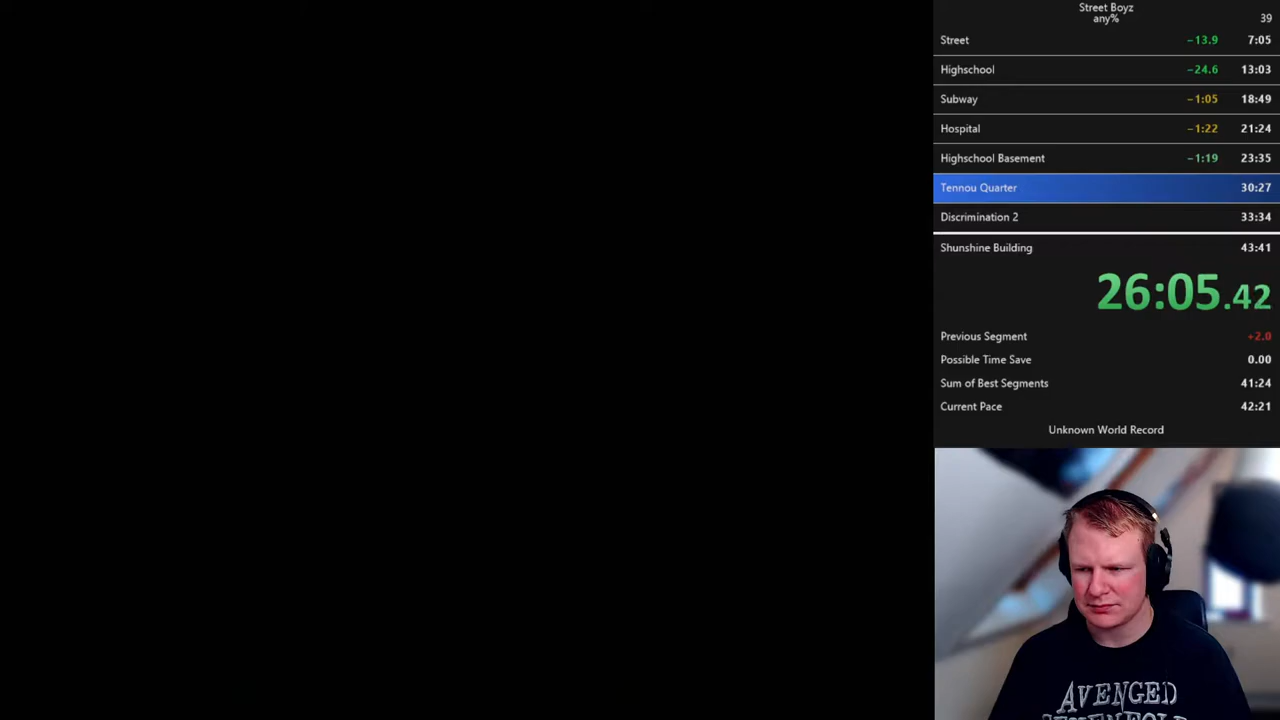 Street Boyz
any%
39
Street −13.9 7:05
Highschool −24.6 13:03
Subway −1:05 18:49
Hospital −1:22 21:24
Highschool Basement −1:19 23:35
Tennou Quarter 30:27
Discrimination 2 33:34
Shunshine Building 43:41
26:05.42
Previous Segment +2.0
Possible Time Save 0.00
Sum of Best Segments 41:24
Current Pace 42:21
Unknown World Record
AVENGED